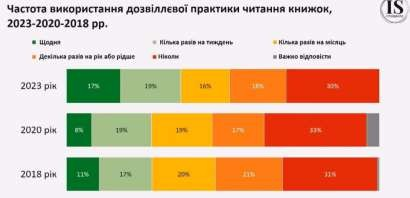 Частота використання дозвіллєвої практики читання книжок,
2023-2020-2018 рр.
IS
Щодня Кілька разів на тиждень Кілька разів на місяць
Декілька разів на рік або рідше Ніколи Важко відповісти
2023 рік 17% 19% 16% 18% 30%
2020 рік 8% 19% 19% 17% 33%
2018 рік 11% 17% 20% 21% 31%